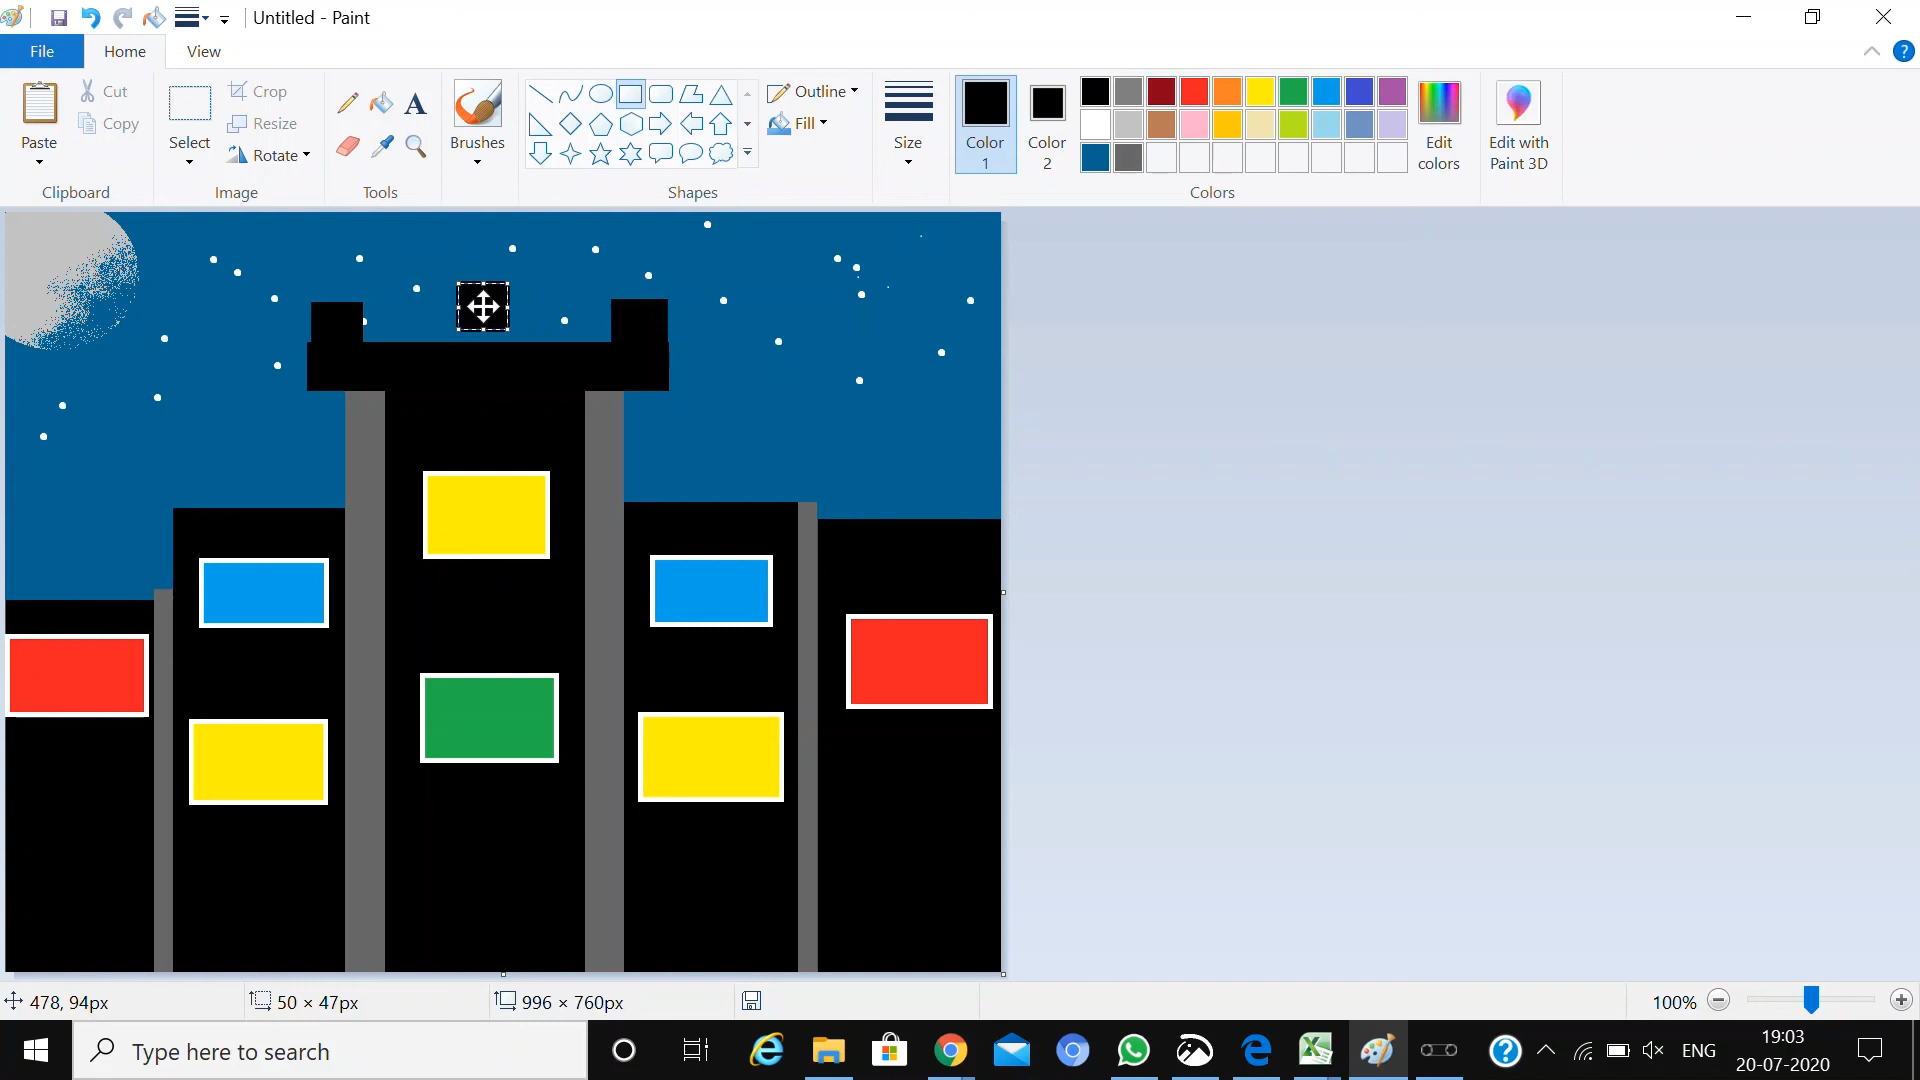 Untitled - Paint
File Home View
Paste
Cut
Copy
Clipboard
Select
Crop
Resize
Rotate
Image
Tools
Brushes
Outline
Fill
Shapes
Size
Color
1
Color
2
Edit
colors
Colors
Edit with
Paint 3D
478, 94px
50 × 47px
996 × 760px
100%
Type here to search
ENG
19:03
20-07-2020